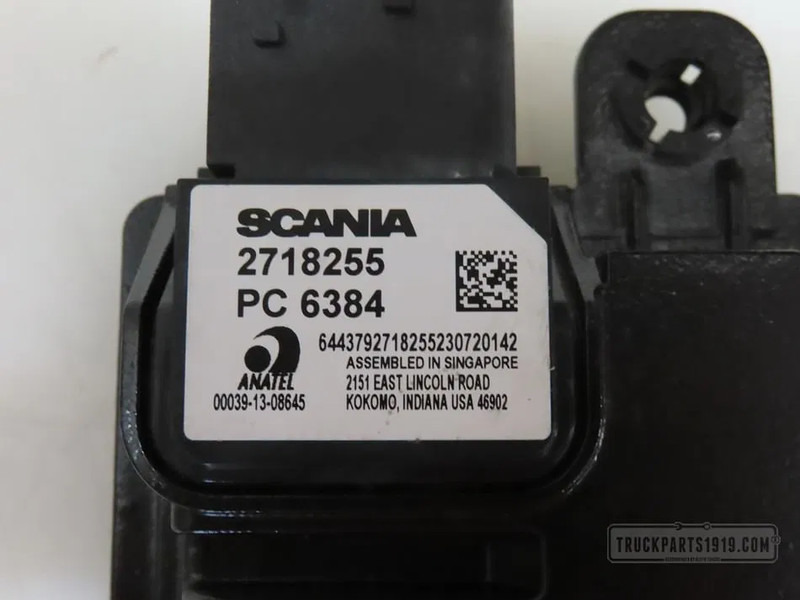 SCANIA
2718255
PC 6384
ANATEL
00039-13-08645
6443792718255230720142
ASSEMBLED IN SINGAPORE
2151 EAST LINCOLN ROAD
KOKOMO, INDIANA USA 46902
TRUCKPARTS1919.COM